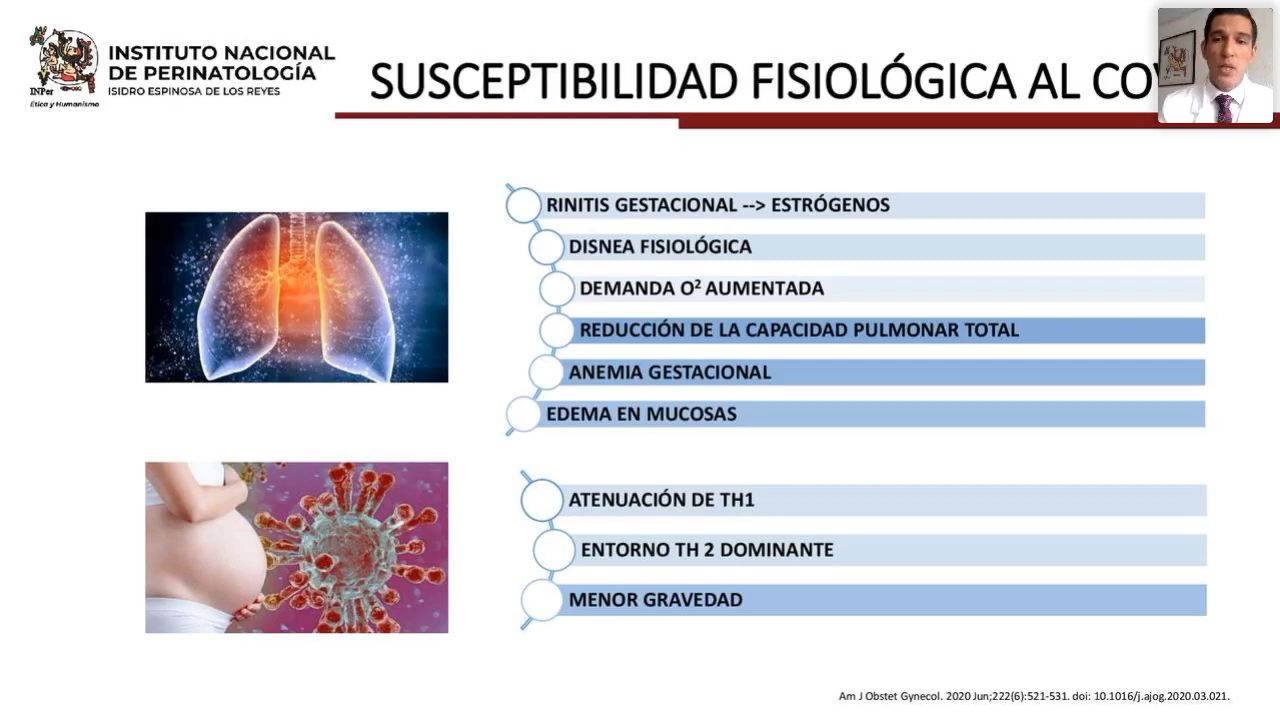 INSTITUTO NACIONAL
DE PERINATOLOGÍA
ISIDRO ESPINOSA DE LOS REYES
INPer
Ética y Humanismo
SUSCEPTIBILIDAD FISIOLÓGICA AL
RINITIS GESTACIONAL --> ESTRÓGENOS
DISNEA FISIOLÓGICA
DEMANDA O² AUMENTADA
REDUCCIÓN DE LA CAPACIDAD PULMONAR TOTAL
ANEMIA GESTACIONAL
EDEMA EN MUCOSAS
ATENUACIÓN DE TH1
ENTORNO TH 2 DOMINANTE
MENOR GRAVEDAD
Am J Obstet Gynecol. 2020 Jun;222(6):521-531. doi: 10.1016/j.ajog.2020.03.021.